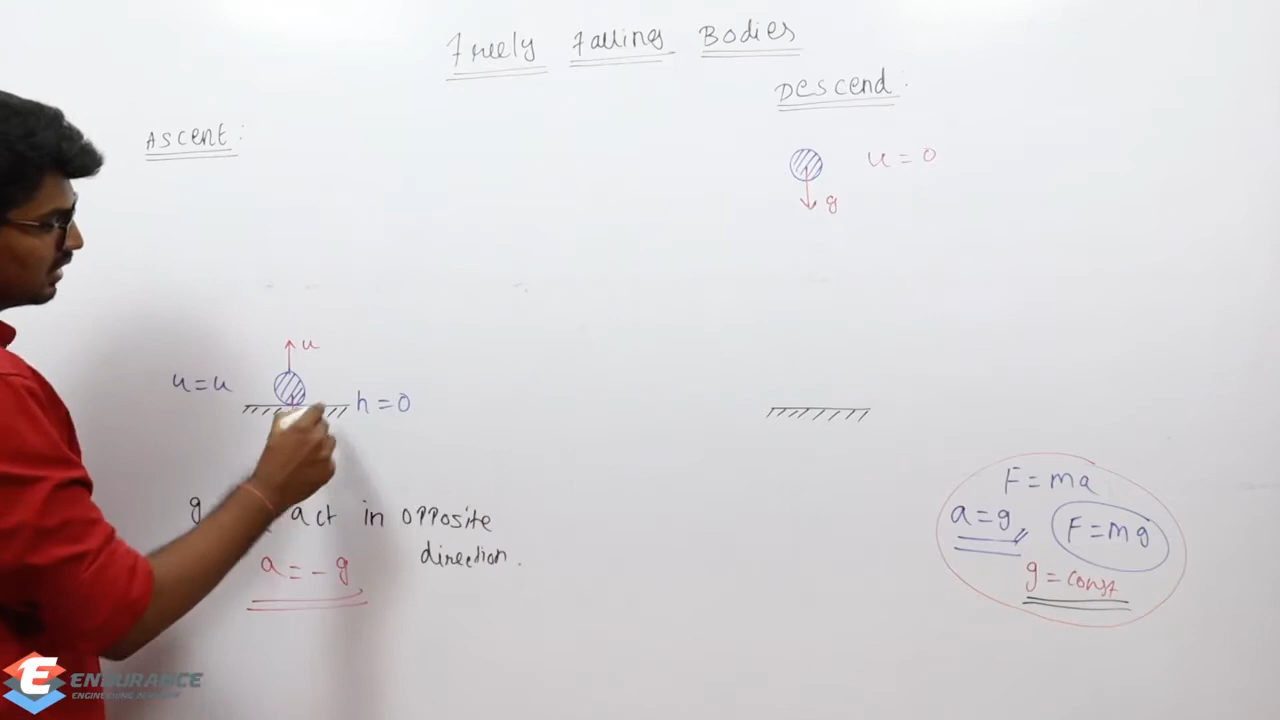 Freely Falling Bodies
Descend:
Ascent:
u = 0
g
u
u = u
h = 0
F = ma
g act in opposite
a = g
F = mg
direction.
a = - g
g = const
ENDURANCE